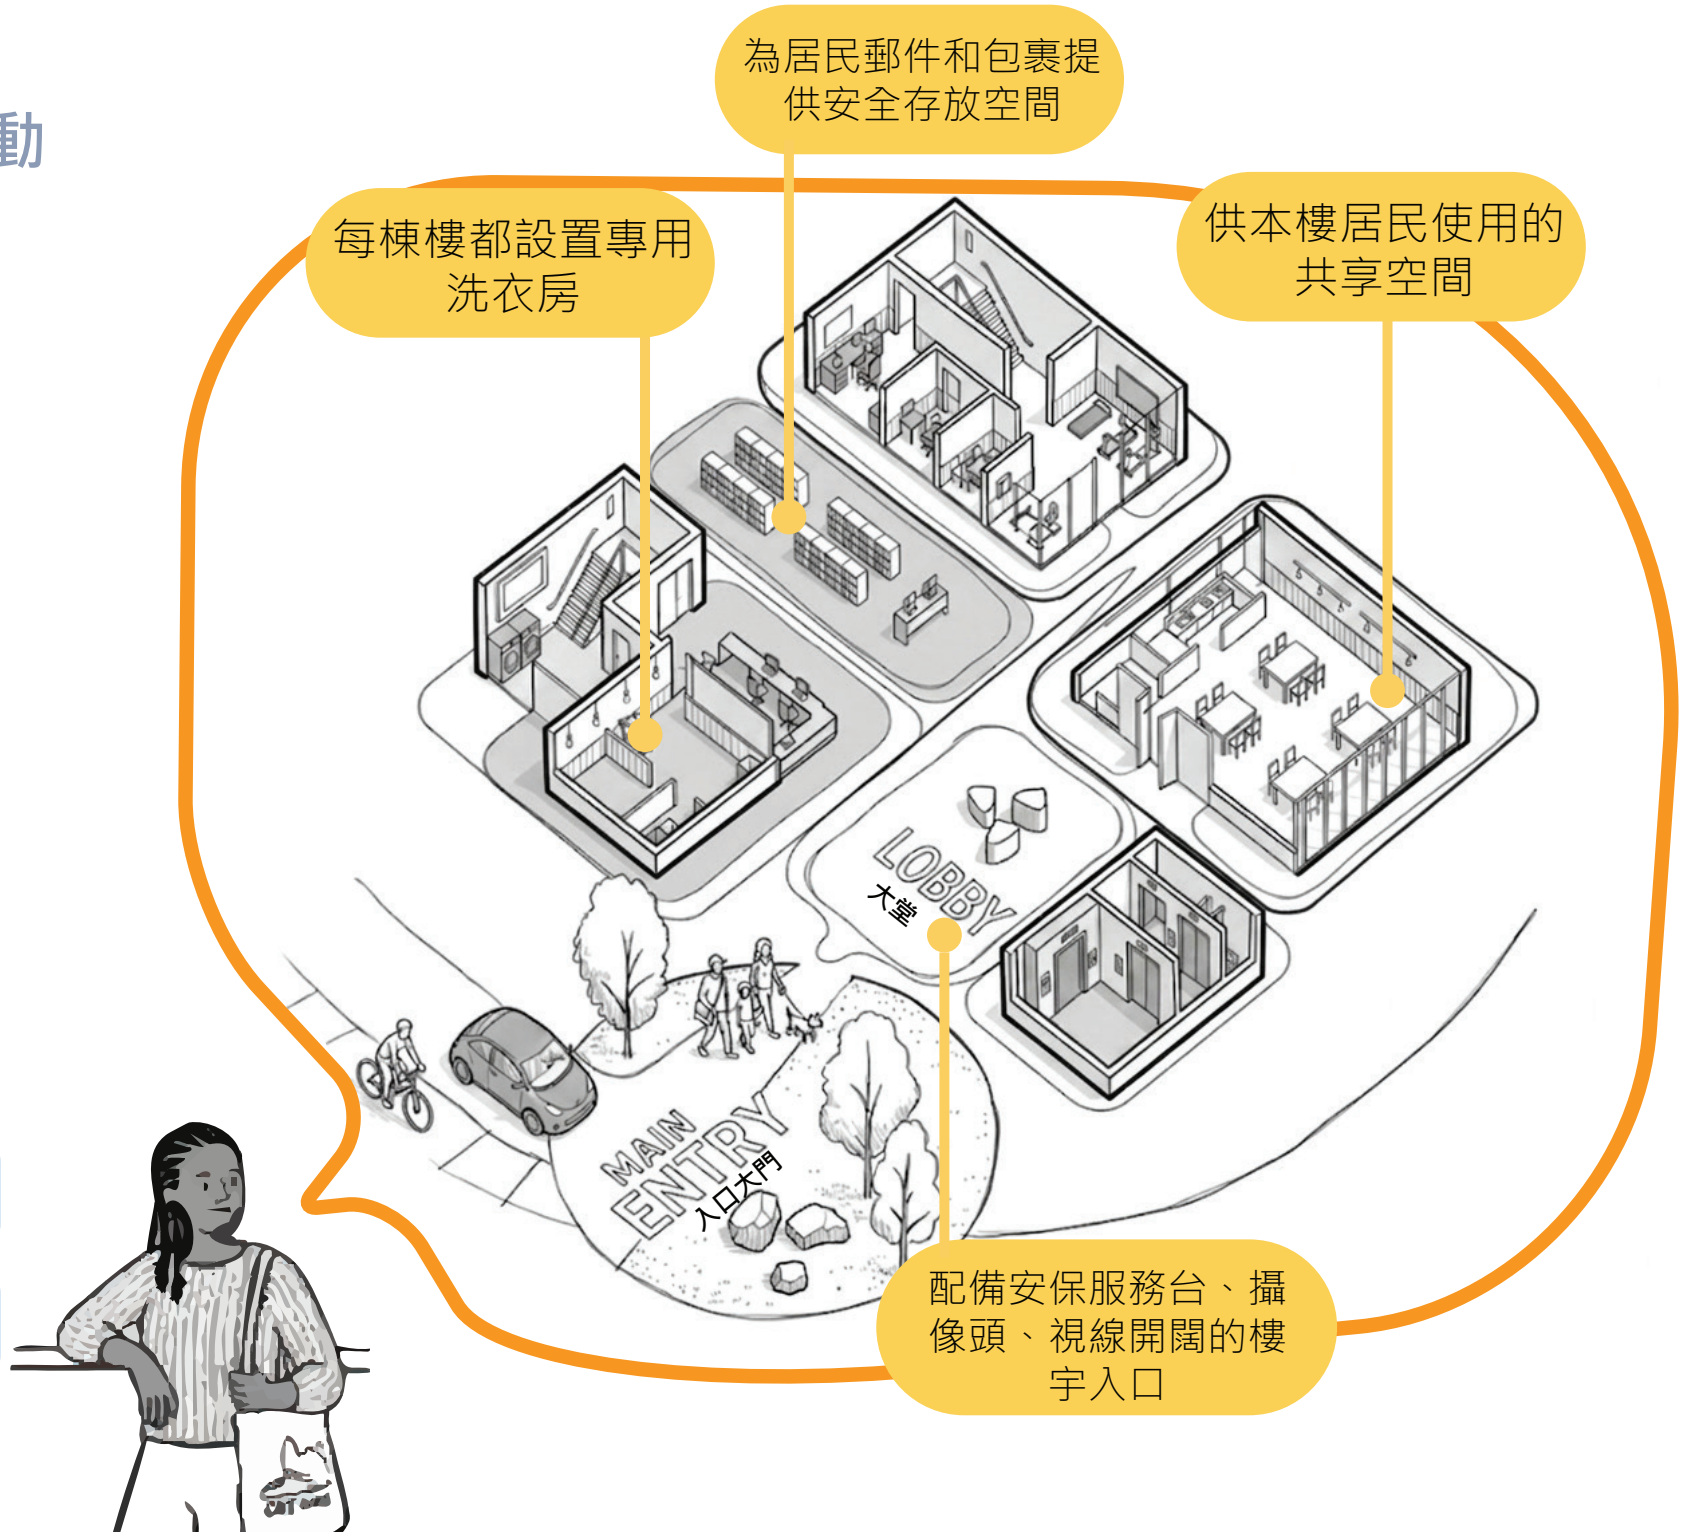 動
為居民郵件和包裹提
供安全存放空間
每棟樓都設置專用
洗衣房
供本樓居民使用的
共享空間
LOBBY
大堂
MAIN
ENTRY
入口大門
配備安保服務台、攝
像頭、視線開闊的樓
宇入口